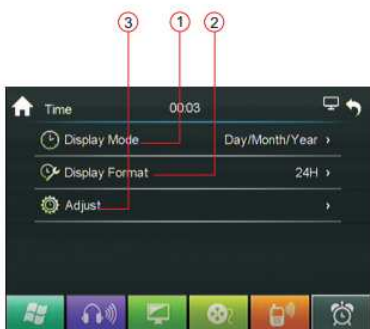 3 1 2
Time 00:03
Display Mode Day/Month/Year ›
Display Format 24H ›
Adjust ›